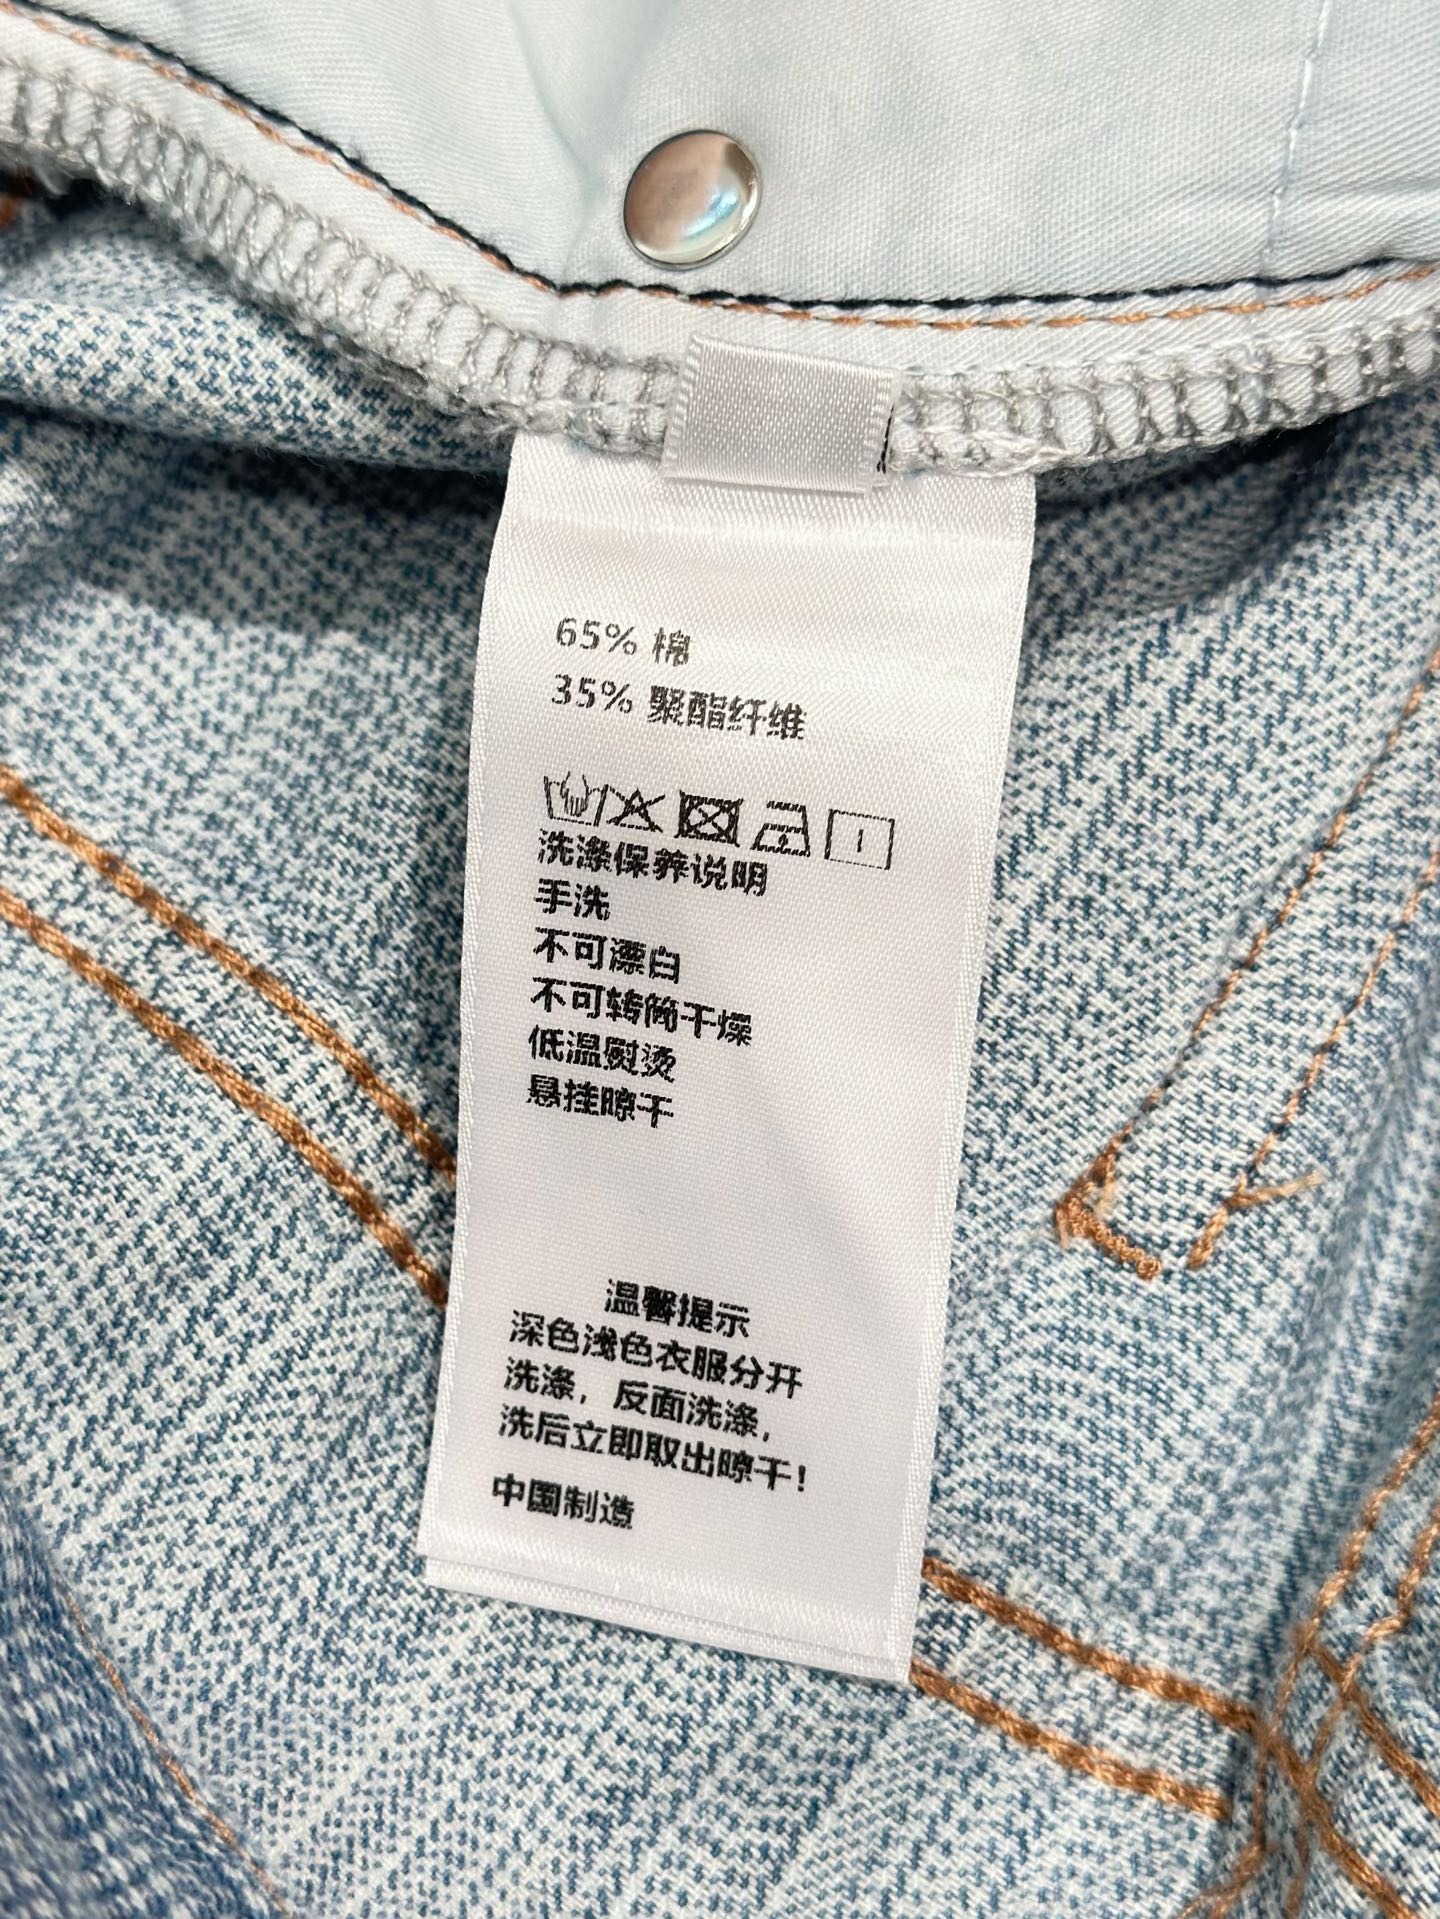 65% 棉
35% 聚酯纤维
洗涤保养说明
手洗
不可漂白
不可转筒干燥
低温熨烫
悬挂晾干
温馨提示
深色浅色衣服分开
洗涤，反面洗涤，
洗后立即取出晾干！
中国制造